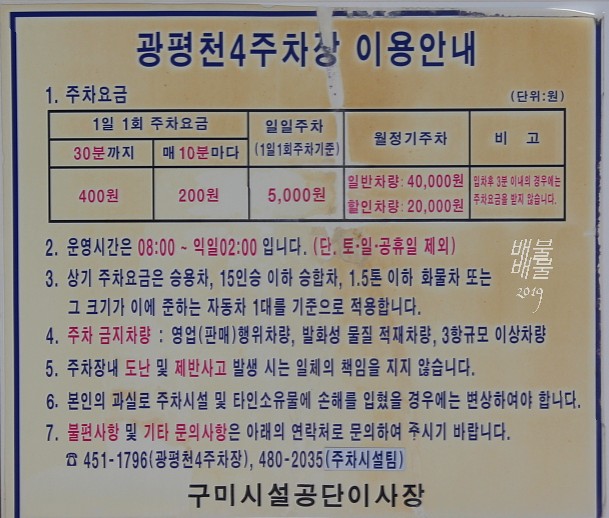 광평천4주차장 이용안내
1. 주차요금
(단위:원)
1일 1회 주차요금
일일주차
(1일1회주차기준)
월정기주차
비 고
30분까지
매 10분마다
400원
200원
5,000원
일반차량: 40,000원
할인차량: 20,000원
입차후 3분 이내의 경우에는
주차요금을 받지 않습니다.
2. 운영시간은 08:00 ~ 익일02:00 입니다. (단. 토·일·공휴일 제외)
3. 상기 주차요금은 승용차, 15인승 이하 승합차, 1.5톤 이하 화물차 또는
그 크기가 이에 준하는 자동차 1대를 기준으로 적용합니다.
4. 주차 금지차량 : 영업(판매)행위차량, 발화성 물질 적재차량, 3항규모 이상차량
5. 주차장내 도난 및 제반사고 발생 시는 일체의 책임을 지지 않습니다.
6. 본인의 과실로 주차시설 및 타인소유물에 손해를 입혔을 경우에는 변상하여야 합니다.
7. 불편사항 및 기타 문의사항은 아래의 연락처로 문의하여 주시기 바랍니다.
☎ 451-1796(광평천4주차장), 480-2035(주차시설팀)
구미시설공단이사장
배불
배불
2019